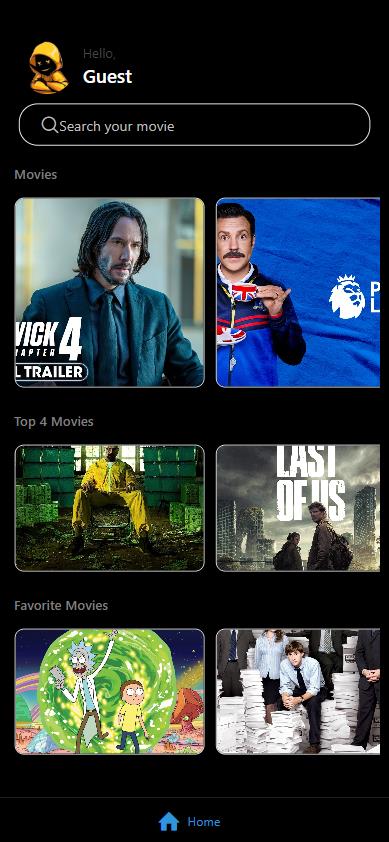 Hello,
Guest
Search your movie
Movies
WICK
CHAPTER 4
L TRAILER
P
L
Top 4 Movies
LAST
OF US
Favorite Movies
Home